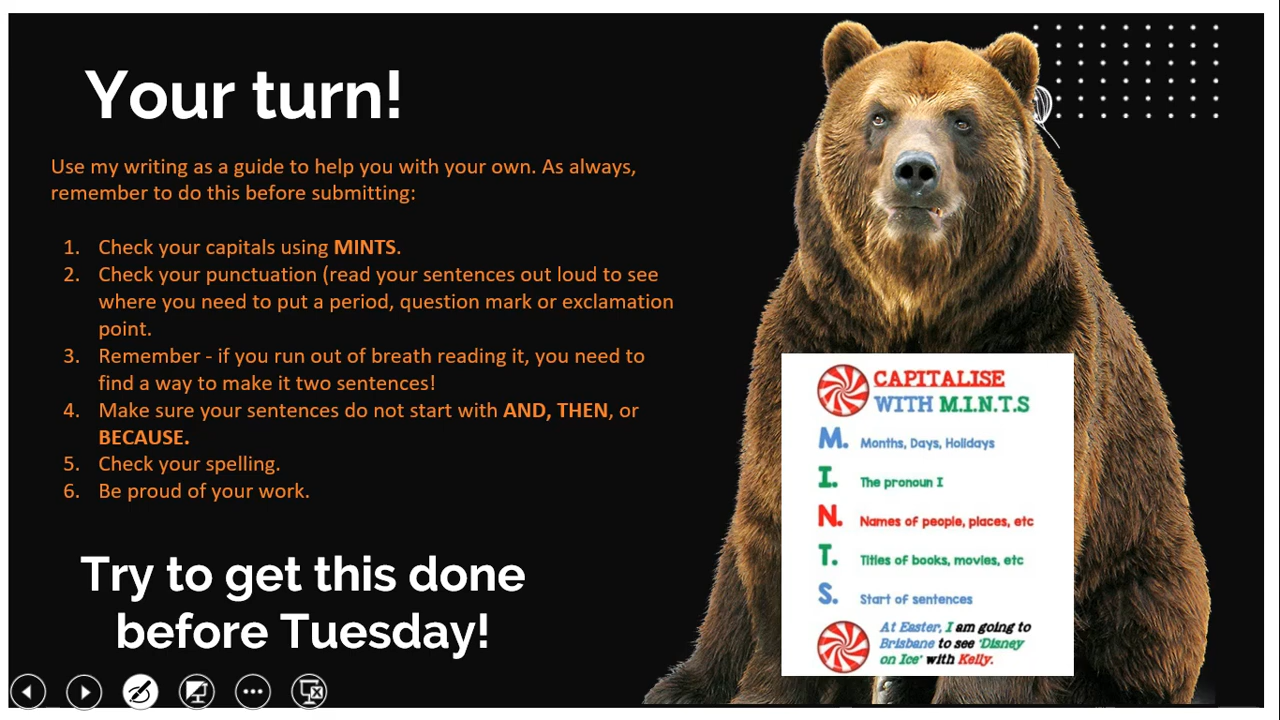 Your turn!
Use my writing as a guide to help you with your own. As always,
remember to do this before submitting:
1. Check your capitals using MINTS.
2. Check your punctuation (read your sentences out loud to see
where you need to put a period, question mark or exclamation
point.
3. Remember - if you run out of breath reading it, you need to
find a way to make it two sentences!
4. Make sure your sentences do not start with AND, THEN, or
BECAUSE.
5. Check your spelling.
6. Be proud of your work.
Try to get this done
before Tuesday!
CAPITALISE
WITH M.I.N.T.S
M. Months, Days, Holidays
I. The pronoun I
N. Names of people, places, etc
T. Titles of books, movies, etc
S. Start of sentences
At Easter, I am going to
Brisbane to see 'Disney
on Ice' with Kelly.